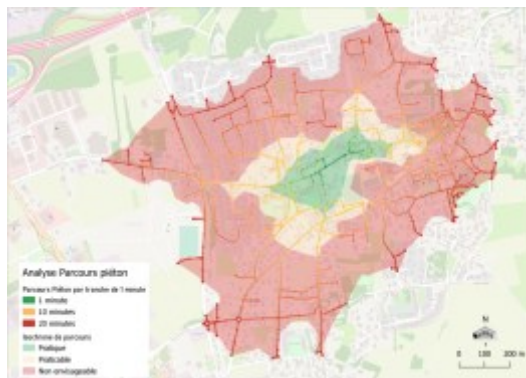 Analyse Parcours piéton
Parcours Piéton par tranche de 1 minute
1 minute
10 minutes
20 minutes
Isochrone de parcours
Pratique
Praticable
Non-envisageable
N
0 100 200 m